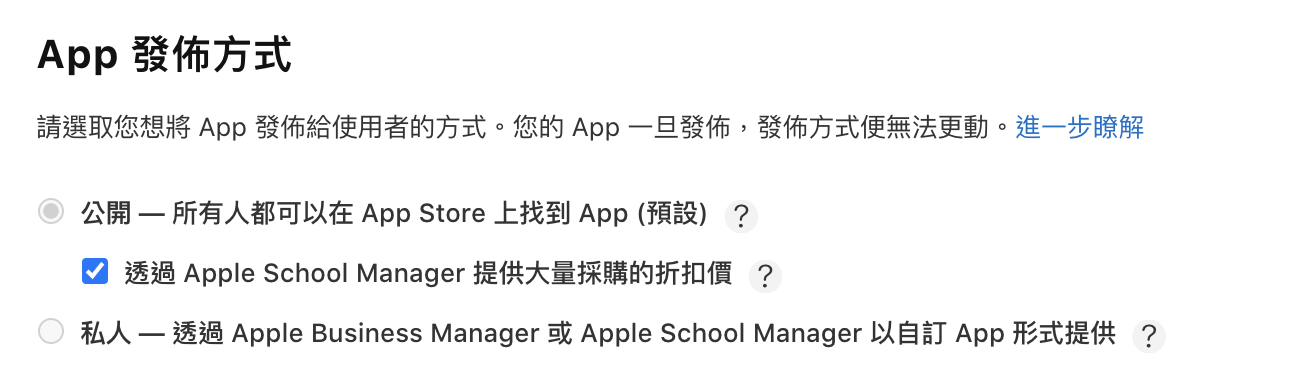 App 發佈方式
請選取您想將 App 發佈給使用者的方式。您的 App 一旦發佈，發佈方式便無法更動。進一步瞭解
公開 — 所有人都可以在 App Store 上找到 App (預設) ?
透過 Apple School Manager 提供大量採購的折扣價 ?
私人 — 透過 Apple Business Manager 或 Apple School Manager 以自訂 App 形式提供 ?